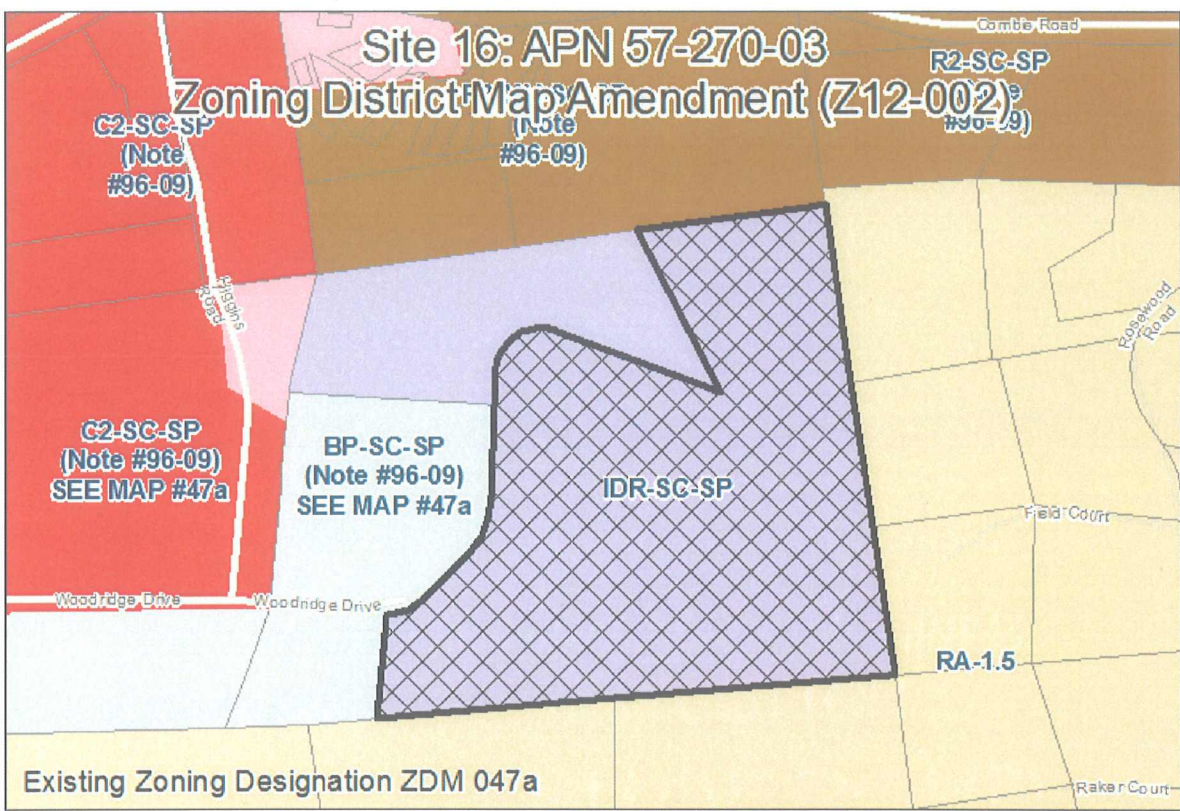 Combie Road
Site 16: APN 57-270-03
Zoning District Map Amendment (Z12-002)
C2-SC-SP
(Note
#96-09)
(Note
#96-09)
R2-SC-SP
#96-09)
Higgins
Road
Rosewood
Road
C2-SC-SP
(Note #96-09)
SEE MAP #47a
BP-SC-SP
(Note #96-09)
SEE MAP #47a
IDR-SC-SP
Field Court
Woodridge Drive
Woodridge Drive
RA-1.5
Existing Zoning Designation ZDM 047a
Raker Court